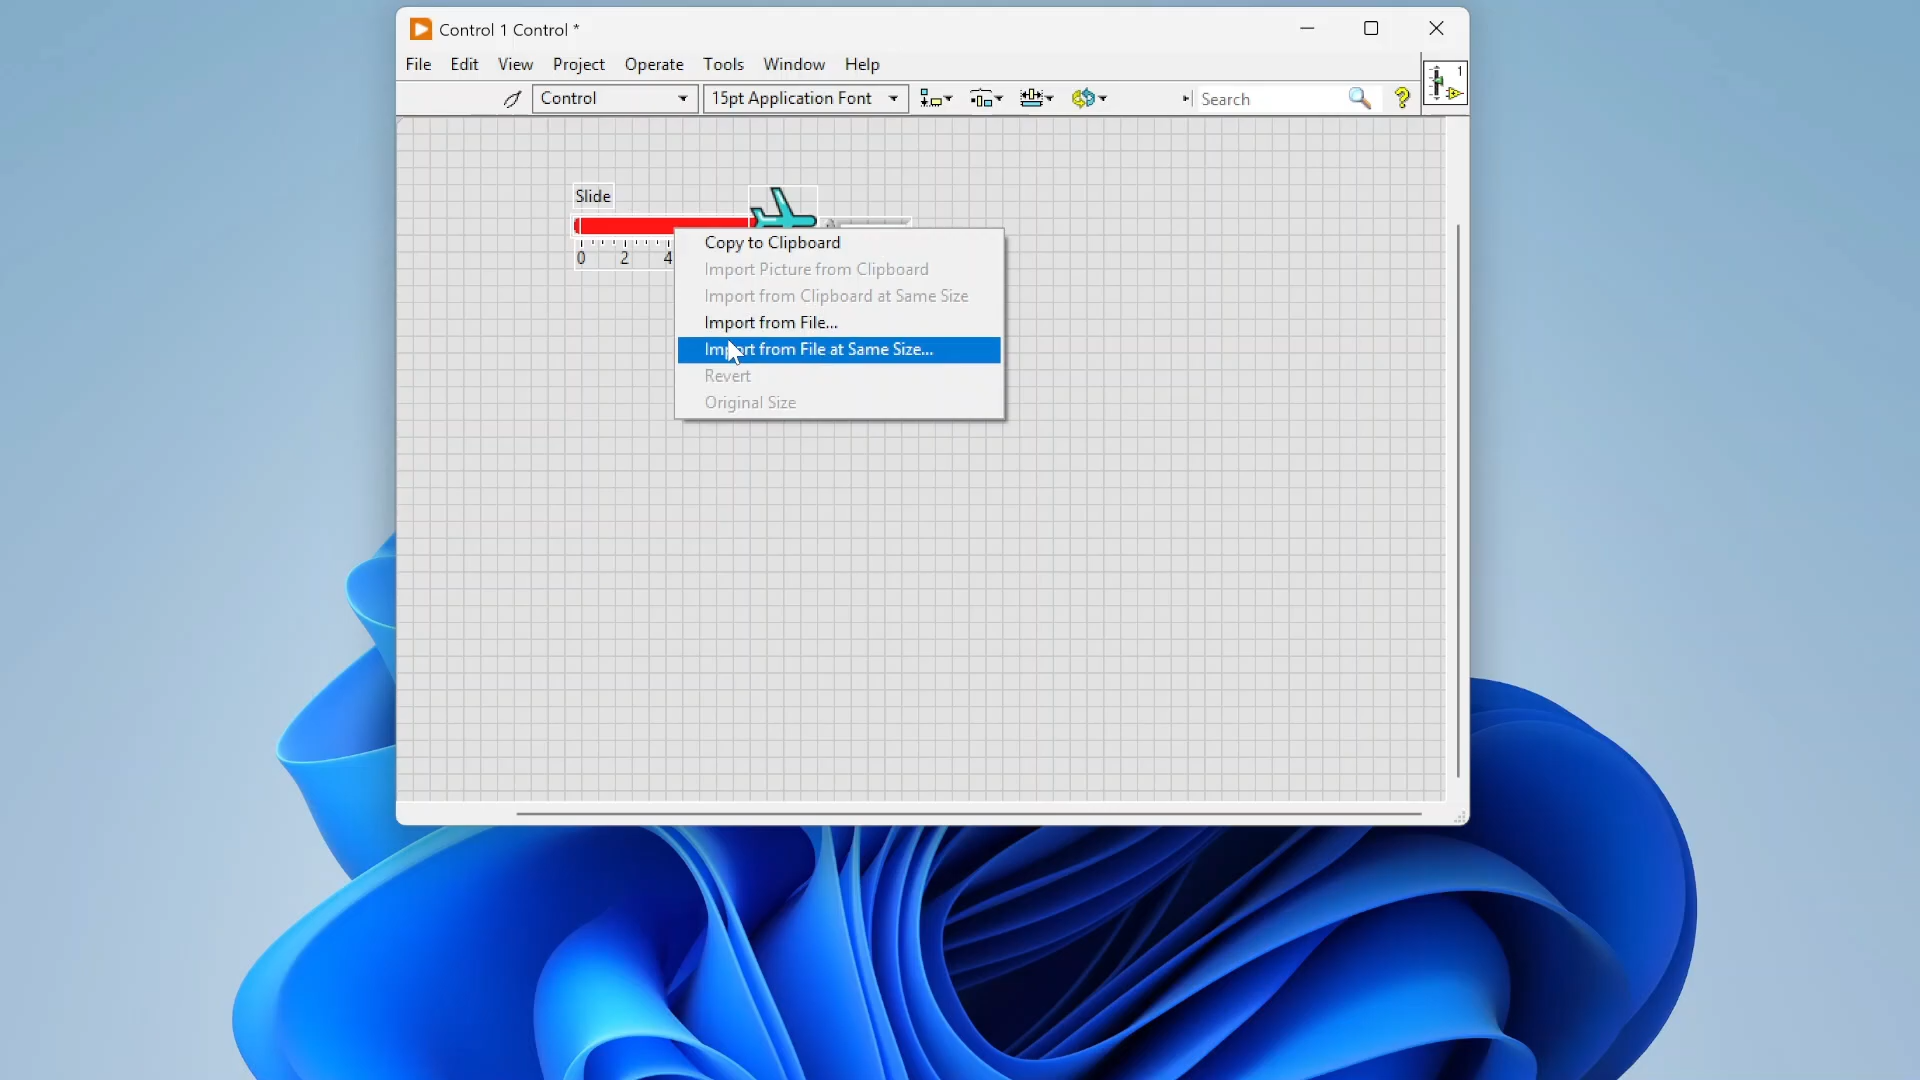 Control 1 Control *
File Edit View Project Operate Tools Window Help
Control 15pt Application Font Search ? 1
Slide
0 2 4
Copy to Clipboard
Import Picture from Clipboard
Import from Clipboard at Same Size
Import from File...
Import from File at Same Size...
Revert
Original Size